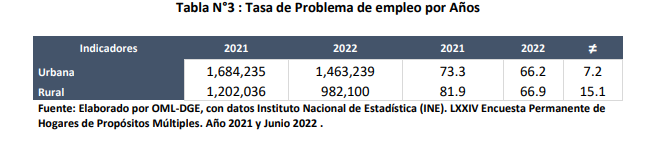 Tabla N°3 : Tasa de Problema de empleo por Años
Indicadores 2021 2022 2021 2022 ≠
Urbana 1,684,235 1,463,239 73.3 66.2 7.2
Rural 1,202,036 982,100 81.9 66.9 15.1
Fuente: Elaborado por OML-DGE, con datos Instituto Nacional de Estadística (INE). LXXIV Encuesta Permanente de
Hogares de Propósitos Múltiples. Año 2021 y Junio 2022 .